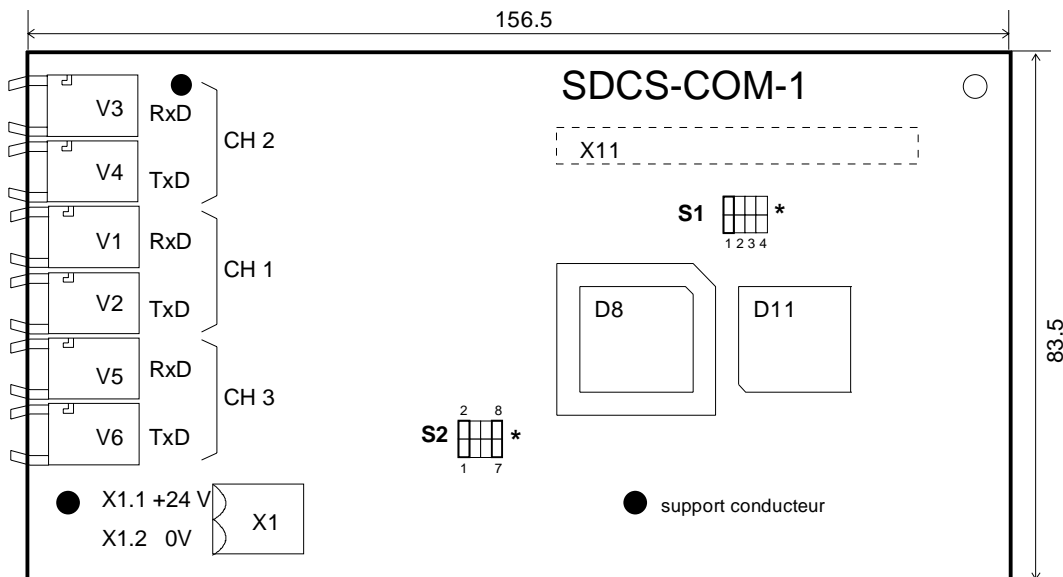 156.5
SDCS-COM-1
V3 RxD
CH 2
V4 TxD
X11
S1 *
1 2 3 4
V1 RxD
CH 1
V2 TxD
D8
D11
83.5
V5 RxD
CH 3
V6 TxD
2 8
S2 *
1 7
X1.1 +24 V
X1
X1.2 0V
support conducteur